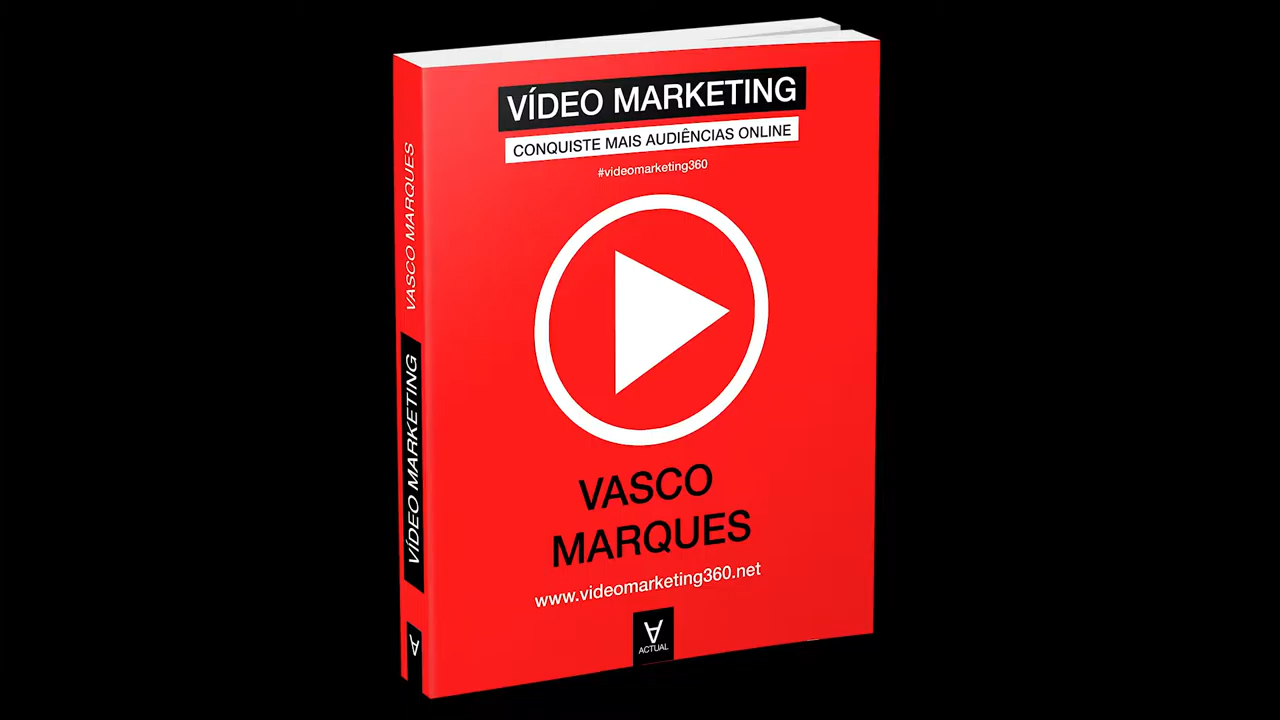 VÍDEO MARKETING
CONQUISTE MAIS AUDIÊNCIAS ONLINE
#videomarketing360
VASCO
MARQUES
www.videomarketing360.net
ACTUAL
VASCO MARQUES
VÍDEO MARKETING